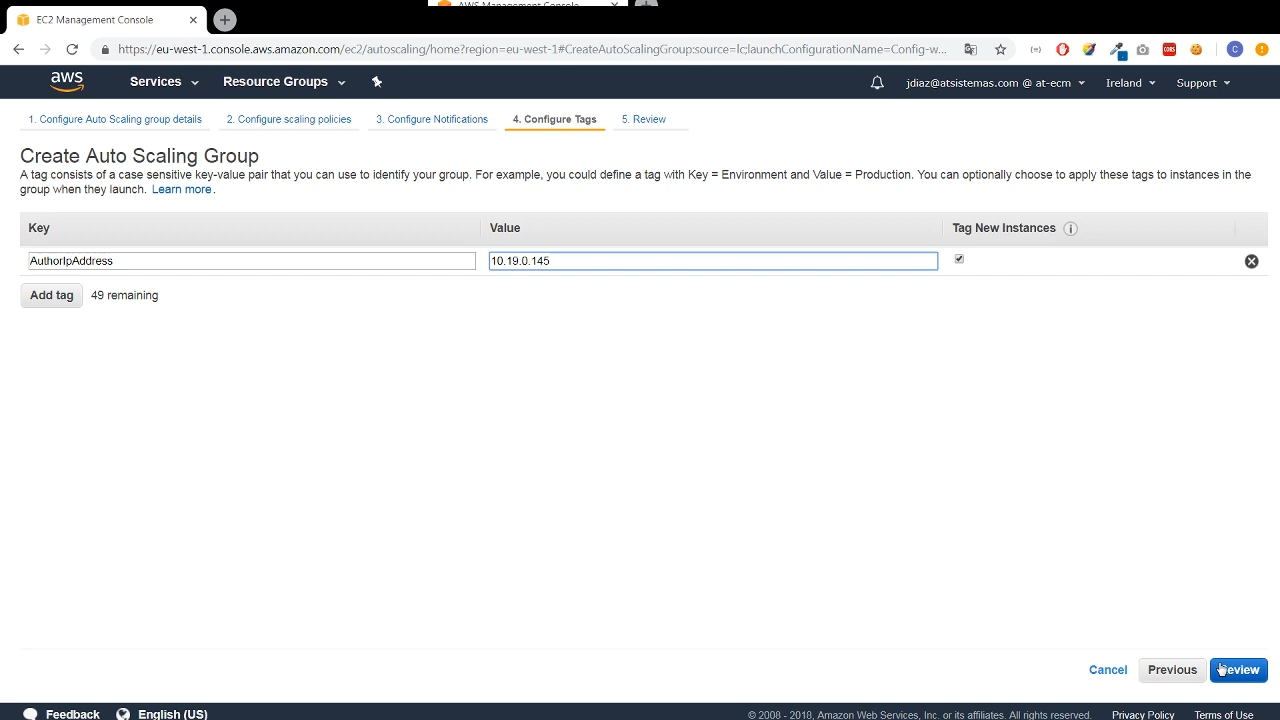 EC2 Management Console
AWS Management Console
https://eu-west-1.console.aws.amazon.com/ec2/autoscaling/home?region=eu-west-1#CreateAutoScalingGroup:source=lc;launchConfigurationName=Config-w...
aws
Services
Resource Groups
jdiaz@atsistemas.com @ at-ecm
Ireland
Support
1. Configure Auto Scaling group details
2. Configure scaling policies
3. Configure Notifications
4. Configure Tags
5. Review
Create Auto Scaling Group
A tag consists of a case sensitive key-value pair that you can use to identify your group. For example, you could define a tag with Key = Environment and Value = Production. You can optionally choose to apply these tags to instances in the
group when they launch. Learn more.
Key
Value
Tag New Instances
AuthorIpAddress
10.19.0.145
Add tag
49 remaining
Cancel
Previous
Review
Feedback
English (US)
© 2008 - 2018, Amazon Web Services, Inc. or its affiliates. All rights reserved.
Privacy Policy
Terms of Use